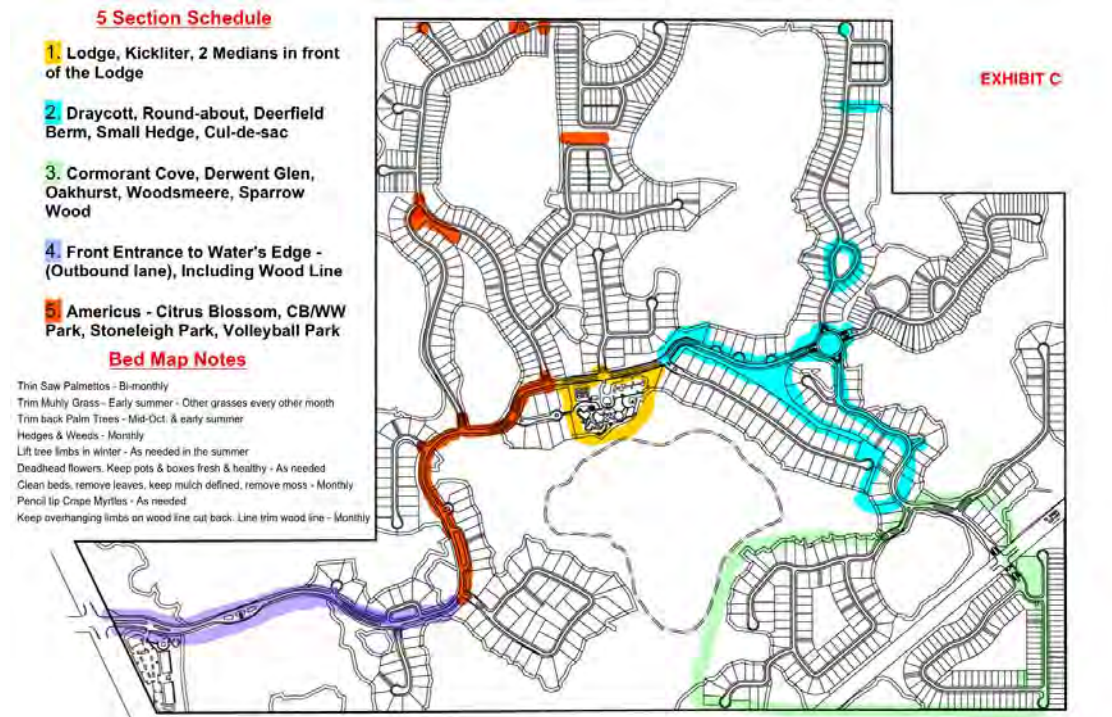 5 Section Schedule
1. Lodge, Kickliter, 2 Medians in front
of the Lodge
2. Draycott, Round-about, Deerfield
Berm, Small Hedge, Cul-de-sac
3. Cormorant Cove, Derwent Glen,
Oakhurst, Woodsmeere, Sparrow
Wood
4. Front Entrance to Water's Edge -
(Outbound lane), Including Wood Line
5. Americus - Citrus Blossom, CB/WW
Park, Stoneleigh Park, Volleyball Park
Bed Map Notes
Thin Saw Palmettos - Bi-monthly
Trim Muhly Grass - Early summer - Other grasses every other month
Trim back Palm Trees - Mid-Oct. & early summer
Hedges & Weeds - Monthly
Lift tree limbs in winter - As needed in the summer
Deadhead flowers. Keep pots & boxes fresh & healthy - As needed
Clean beds, remove leaves, keep mulch defined, remove moss - Monthly
Pencil tip Crape Myrtles - As needed
Keep overhanging limbs on wood line cut back. Line trim wood line - Monthly
EXHIBIT C